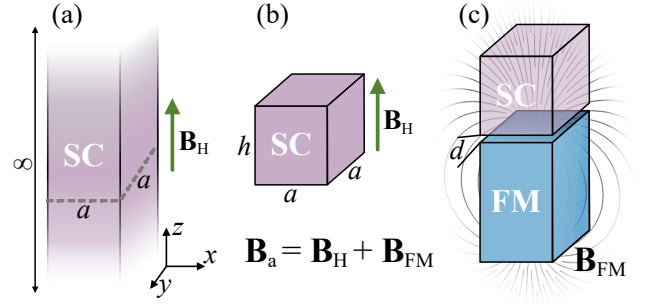 (a)
∞
SC
B_H
a
a
z
x
y
(b)
h
SC
B_H
a
a
B_a = B_H + B_FM
(c)
SC
d
FM
B_FM